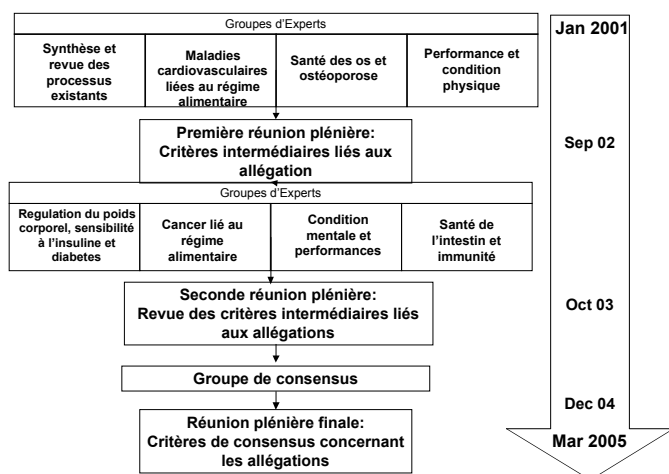 Groupes d'Experts
Synthèse et
revue des
processus
existants
Maladies
cardiovasculaires
liées au régime
alimentaire
Santé des os et
ostéoporose
Performance et
condition
physique
Jan 2001
Première réunion plénière:
Critères intermédiaires liés aux
allégation
Sep 02
Groupes d'Experts
Regulation du poids
corporel, sensibilité
à l'insuline et
diabetes
Cancer lié au
régime
alimentaire
Condition
mentale et
performances
Santé de
l'intestin et
immunité
Seconde réunion plénière:
Revue des critères intermédiaires liés
aux allégations
Oct 03
Groupe de consensus
Dec 04
Réunion plénière finale:
Critères de consensus concernant
les allégations
Mar 2005